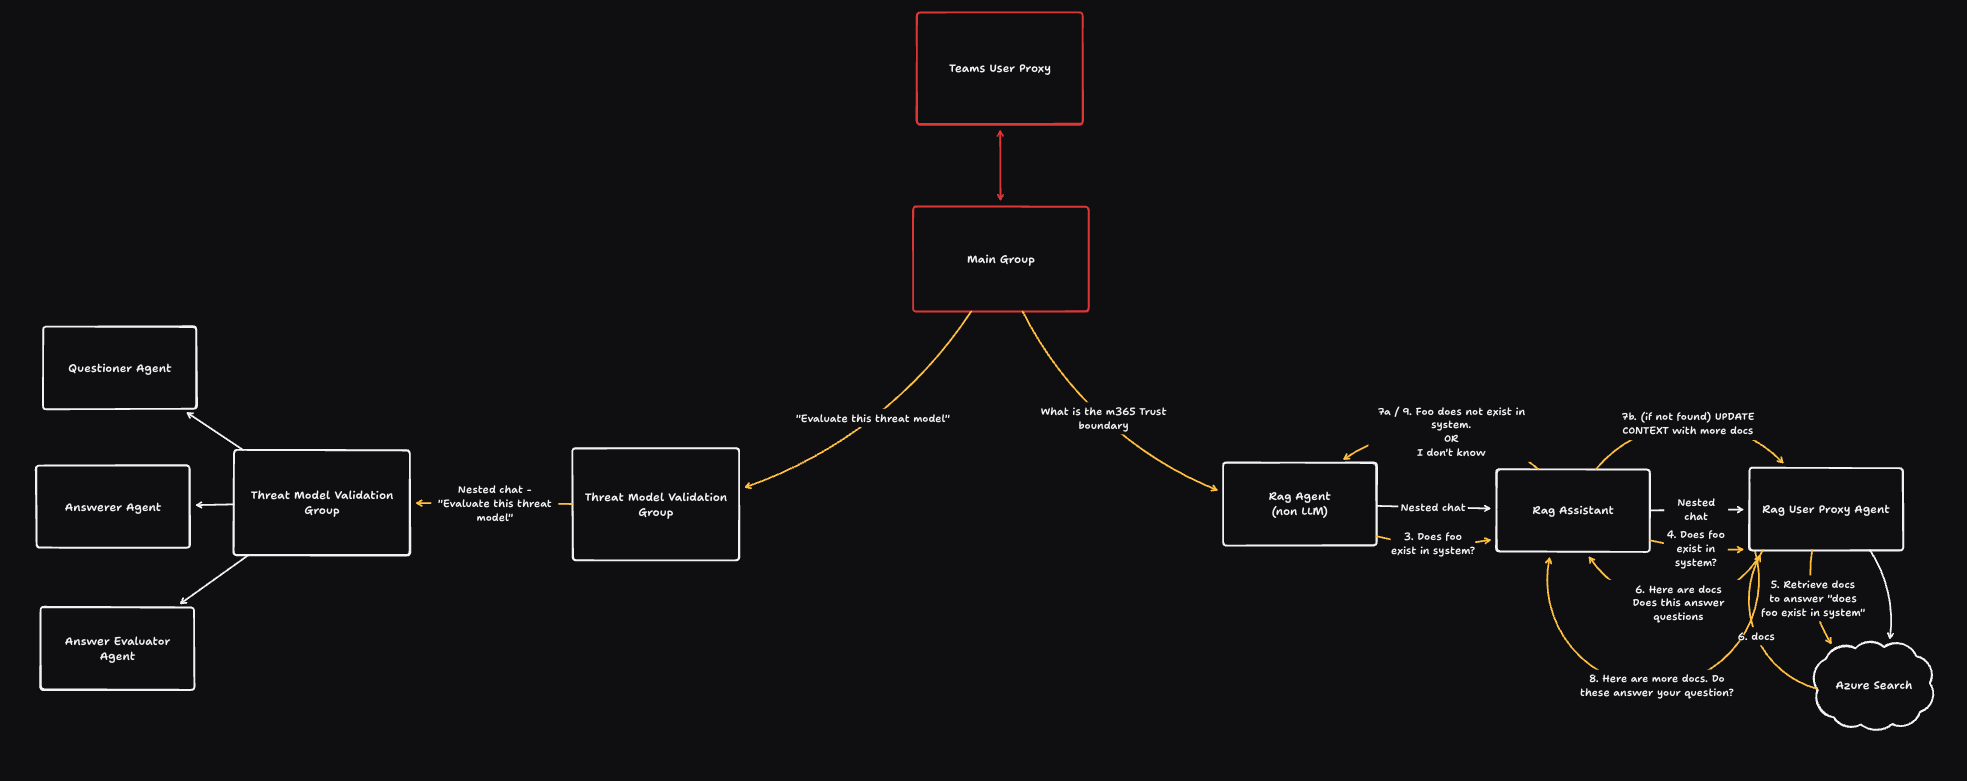 Teams User Proxy
Main Group
Questioner Agent
Answerer Agent
Answer Evaluator
Agent
Threat Model Validation
Group
Nested chat -
"Evaluate this threat
model"
Threat Model Validation
Group
"Evaluate this threat model"
What is the m365 Trust
boundary
Rag Agent
(non LLM)
7a / 9. Foo does not exist in
system.
OR
I don't know
Nested chat
3. Does foo
exist in system?
Rag Assistant
7b. (if not found) UPDATE
CONTEXT with more docs
Nested
chat
4. Does foo
exist in
system?
Rag User Proxy Agent
6. Here are docs
Does this answer
questions
5. Retrieve docs
to answer "does
foo exist in system"
6. docs
8. Here are more docs. Do
these answer your question?
Azure Search